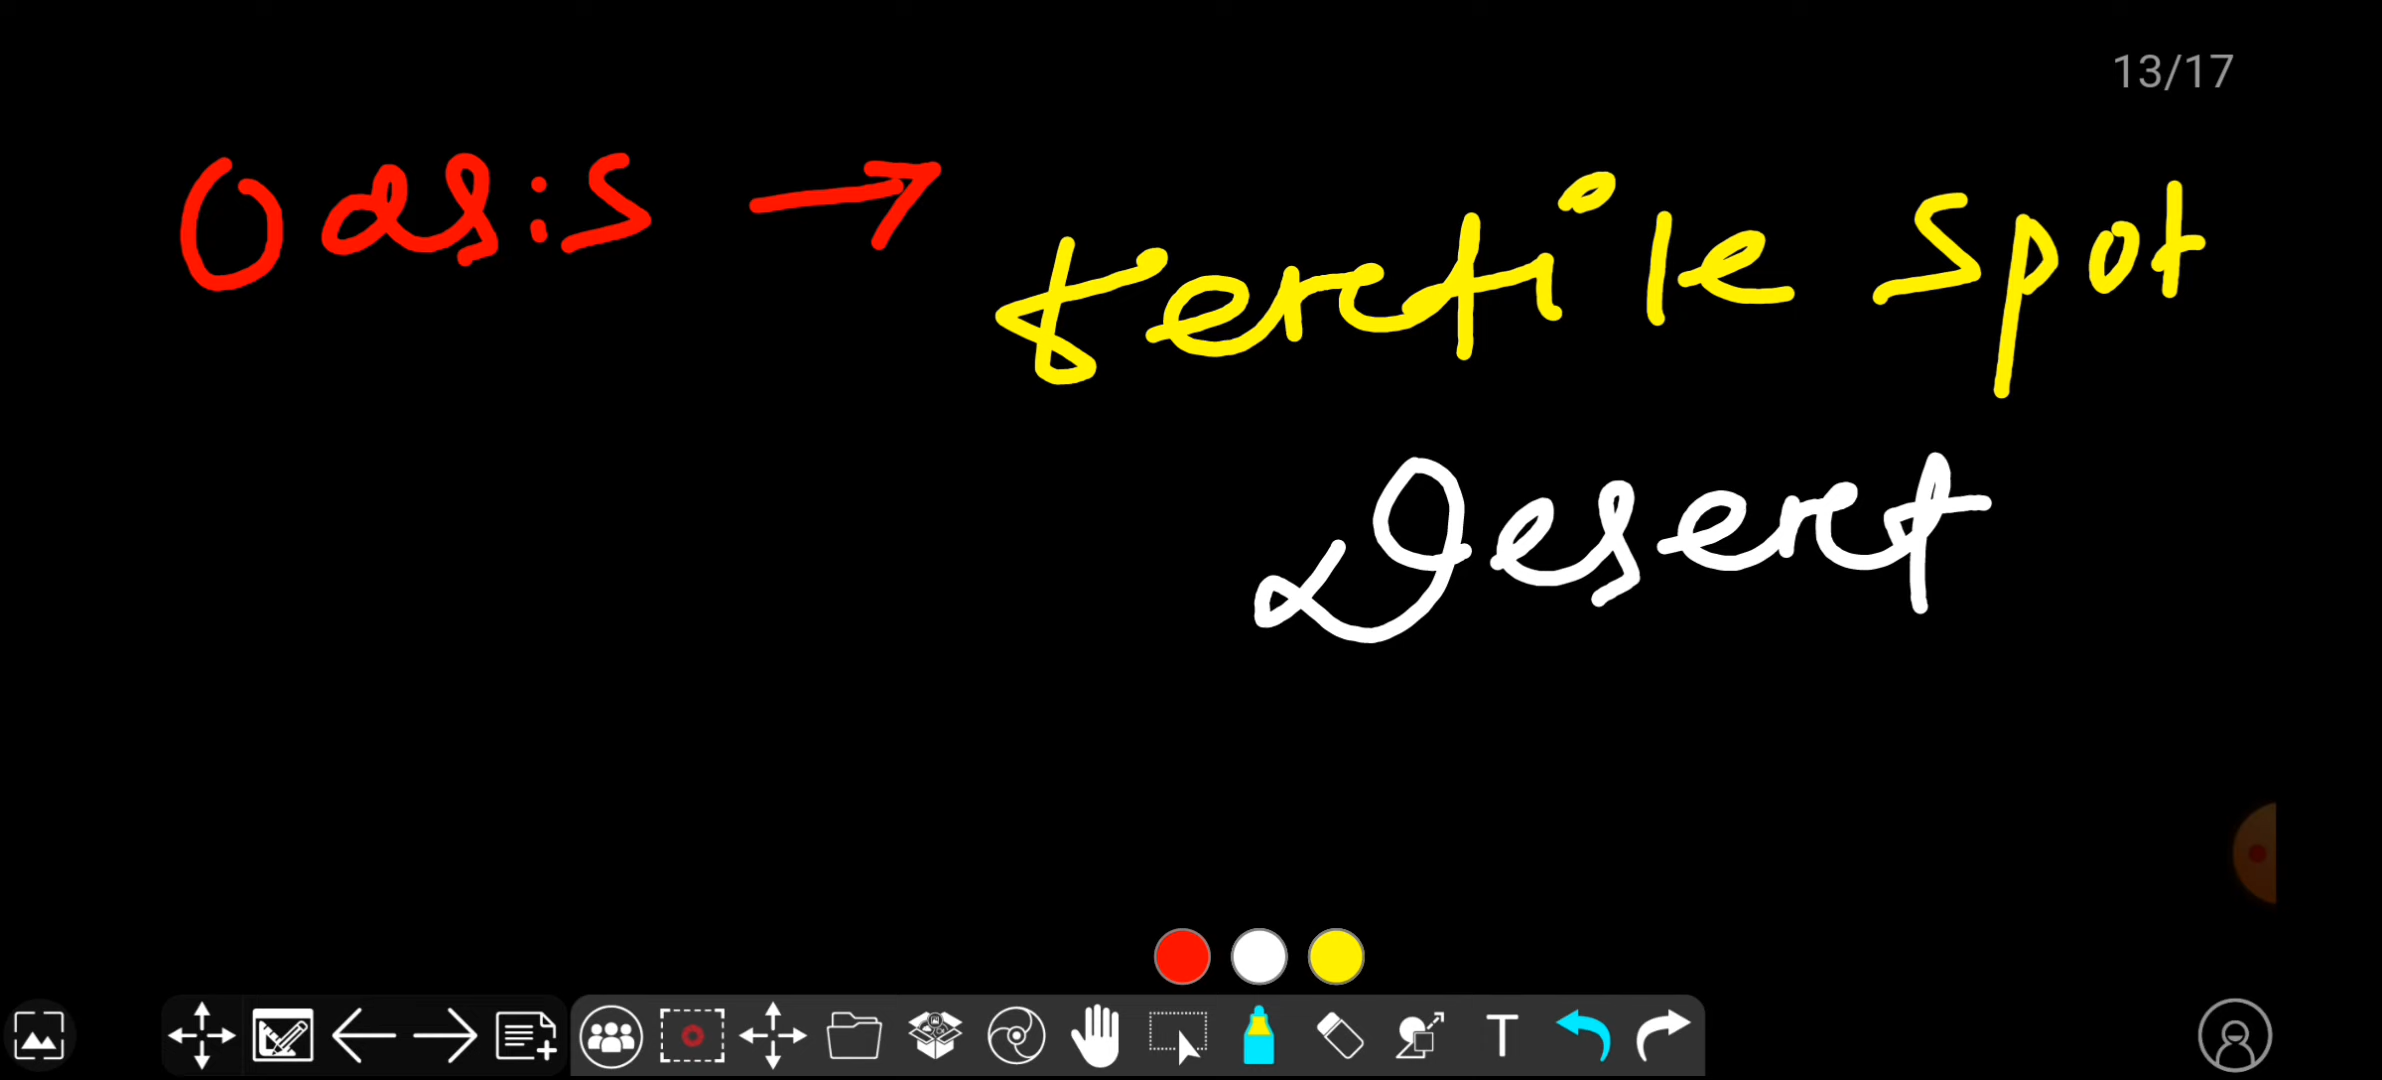 13/17
Oasis → fertile spot
Desert
T